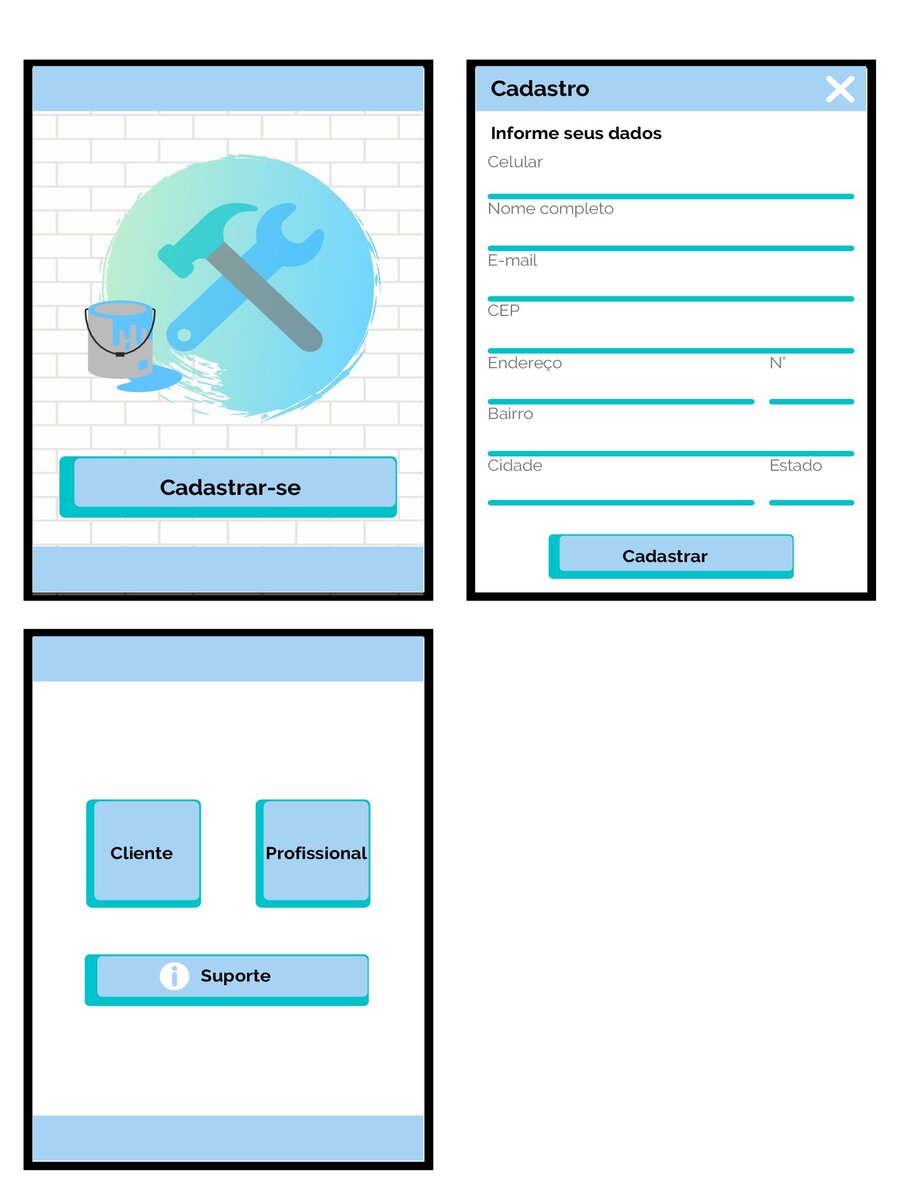 Cadastrar-se
Cadastro
Informe seus dados
Celular
Nome completo
E-mail
CEP
Endereço N°
Bairro
Cidade Estado
Cadastrar
Cliente Profissional
Suporte